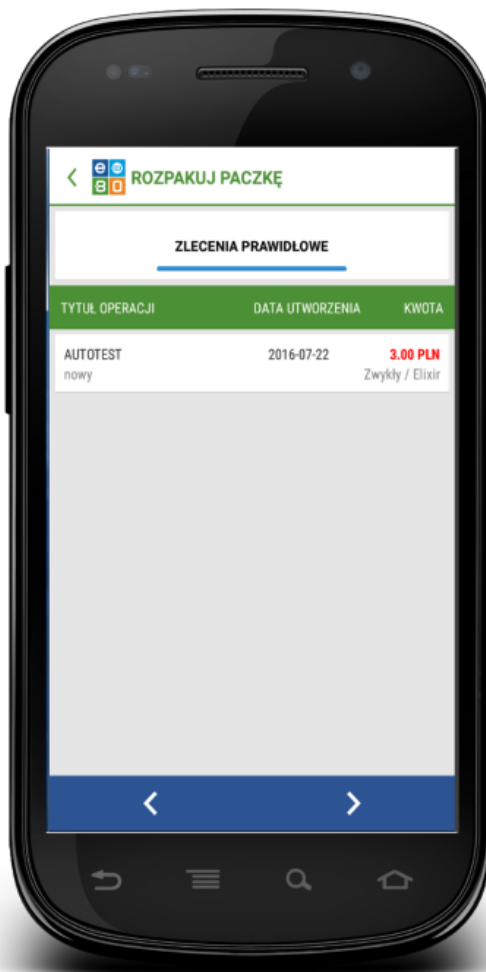 ROZPAKUJ PACZKĘ
ZLECENIA PRAWIDŁOWE
TYTUŁ OPERACJI DATA UTWORZENIA KWOTA
AUTOTEST 2016-07-22 3.00 PLN
nowy Zwykły / Elixir